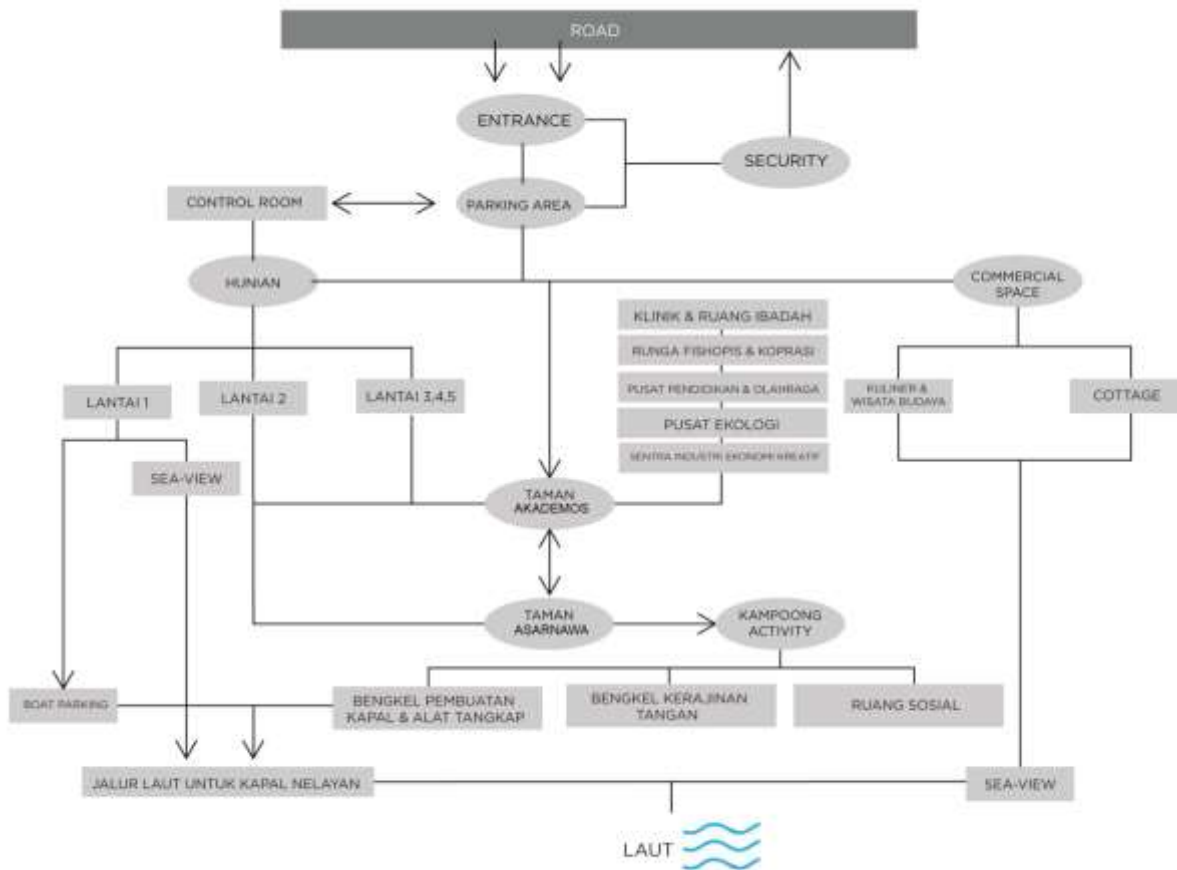 ROAD
ENTRANCE
SECURITY
CONTROL ROOM
PARKING AREA
HUNIAN
COMMERCIAL
SPACE
KLINIK & RUANG IBADAH
RUNGA FISHOPIS & KOPRASI
PUSAT PENDIDIKAN & OLAHRAGA
PUSAT EKOLOGI
SENTRA INDUSTRI EKONOMI KREATIF
LANTAI 1
LANTAI 2
LANTAI 3,4,5
KULINER &
WISATA BUDAYA
COTTAGE
SEA-VIEW
TAMAN
AKADEMOS
TAMAN
ASARNAWA
KAMPOONG
ACTIVITY
BOAT PARKING
BENGKEL PEMBUATAN
KAPAL & ALAT TANGKAP
BENGKEL KERAJINAN
TANGAN
RUANG SOSIAL
JALUR LAUT UNTUK KAPAL NELAYAN
SEA-VIEW
LAUT